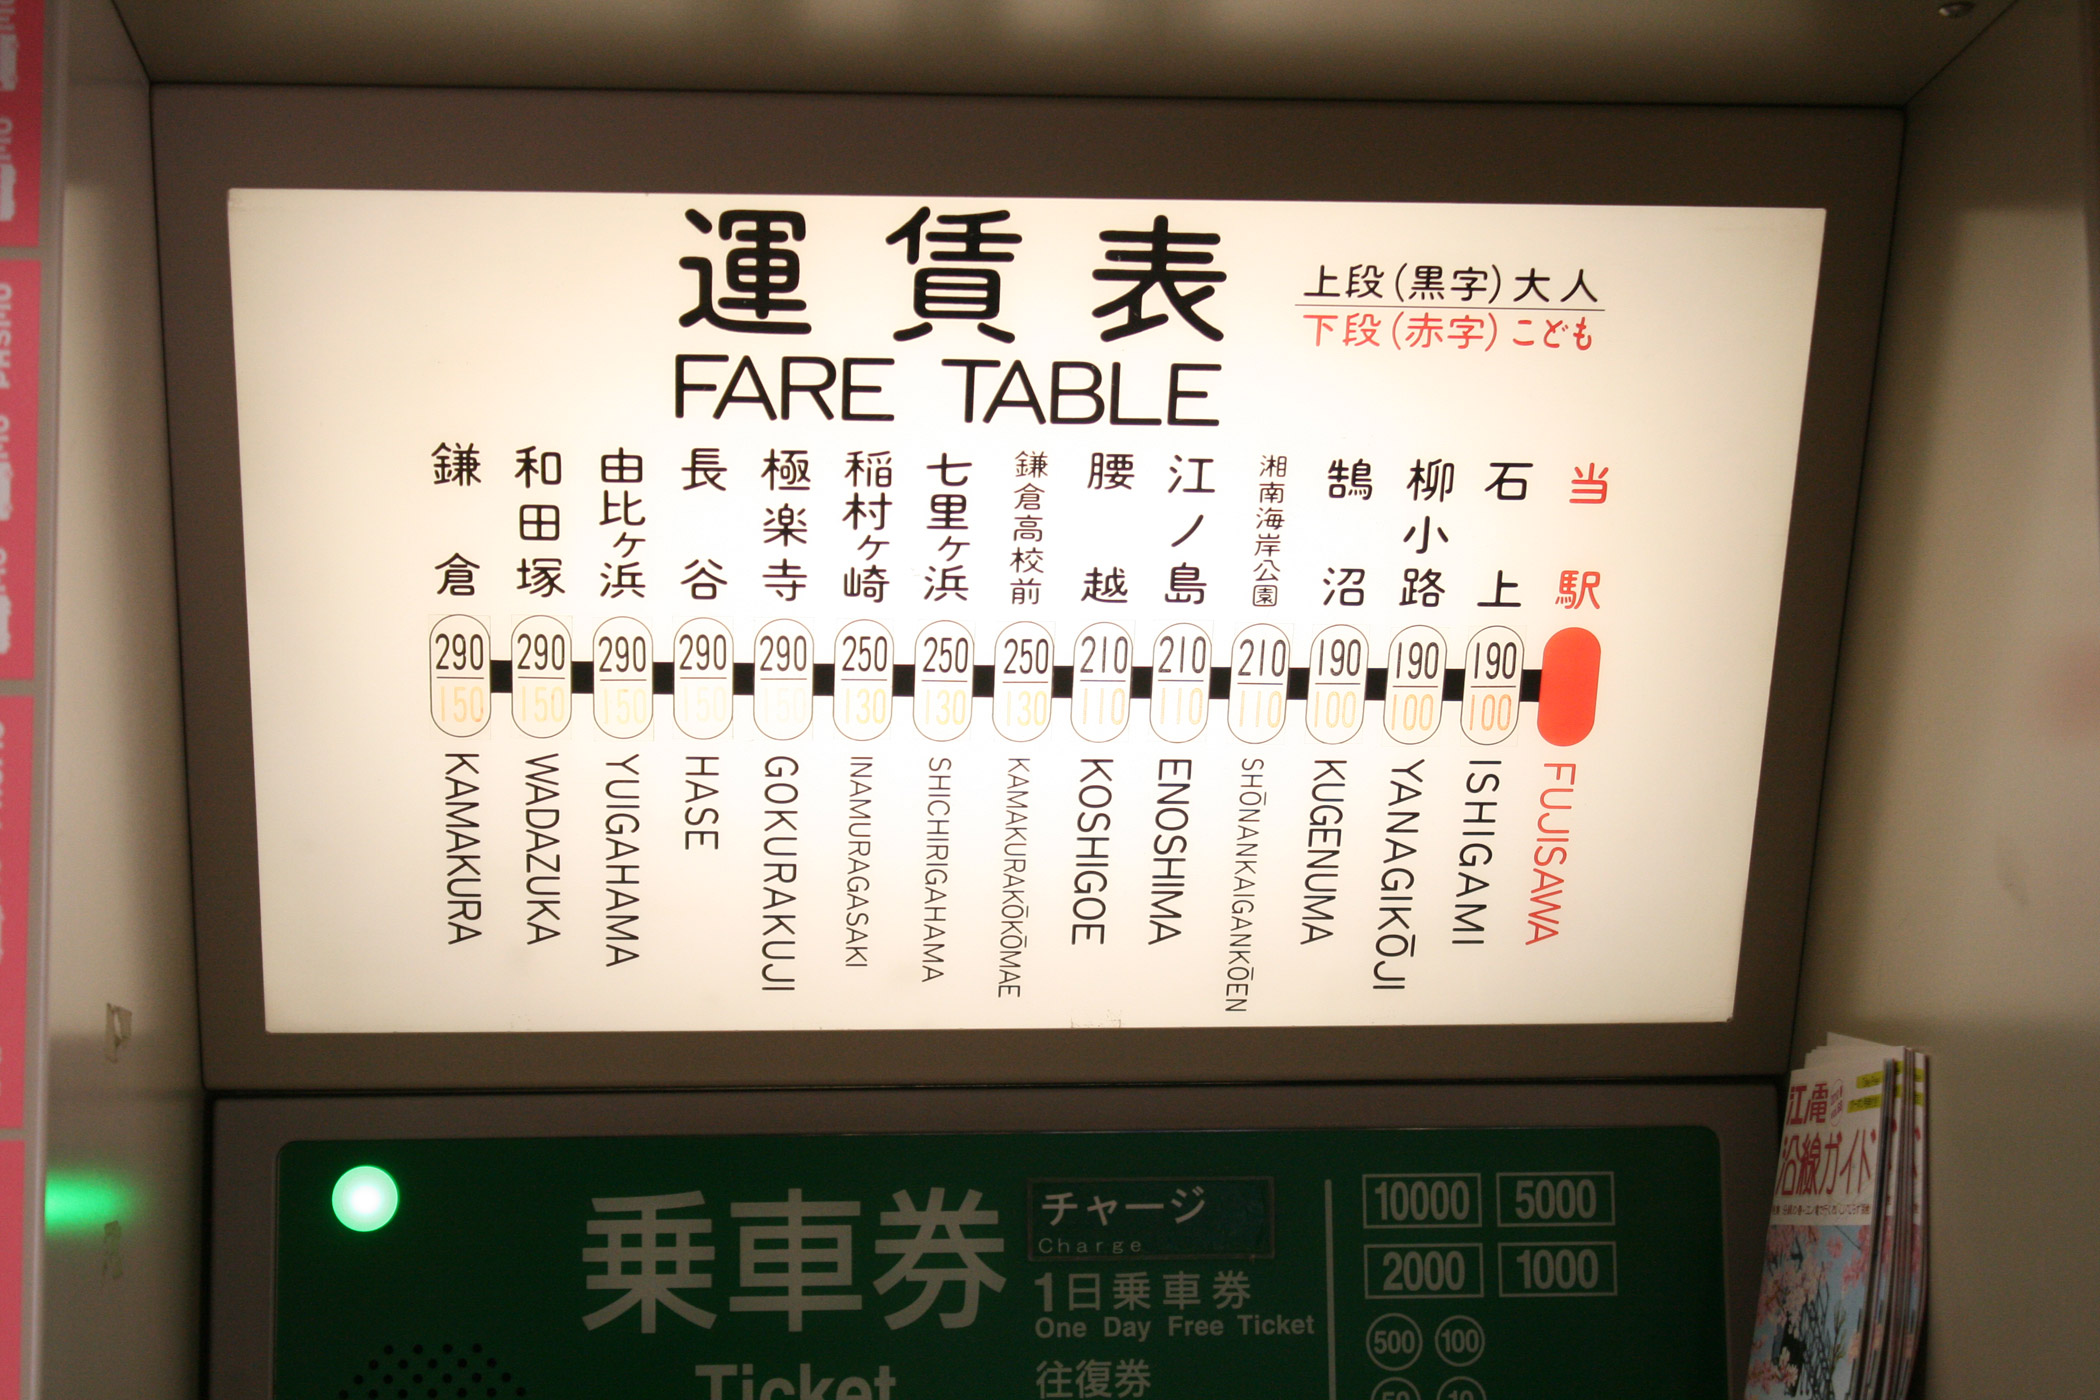 運賃表
FARE TABLE
上段(黒字)大人
下段(赤字)こども
鎌倉 和田塚 由比ヶ浜 長谷 極楽寺 稲村ヶ崎 七里ヶ浜 鎌倉高校前 腰越 江ノ島 湘南海岸公園 鵠沼 柳小路 石上 当駅
290 290 290 290 290 250 250 250 210 210 210 190 190 190
150 150 150 150 150 130 130 130 110 110 110 100 100 100
KAMAKURA WADAZUKA YUIGAHAMA HASE GOKURAKUJI INAMURAGASAKI SHICHIRIGAHAMA KAMAKURAKŌKŌMAE KOSHIGOE ENOSHIMA SHŌNANKAIGANKŌEN KUGENUMA YANAGIKŌJI ISHIGAMI FUJISAWA
乗車券
Ticket
チャージ
Charge
1日乗車券
One Day Free Ticket
往復券
10000 5000
2000 1000
500 100
50 10
江ノ電
沿線ガイド